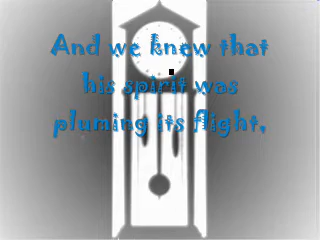 And we knew that
his spirit was
pluming its flight,